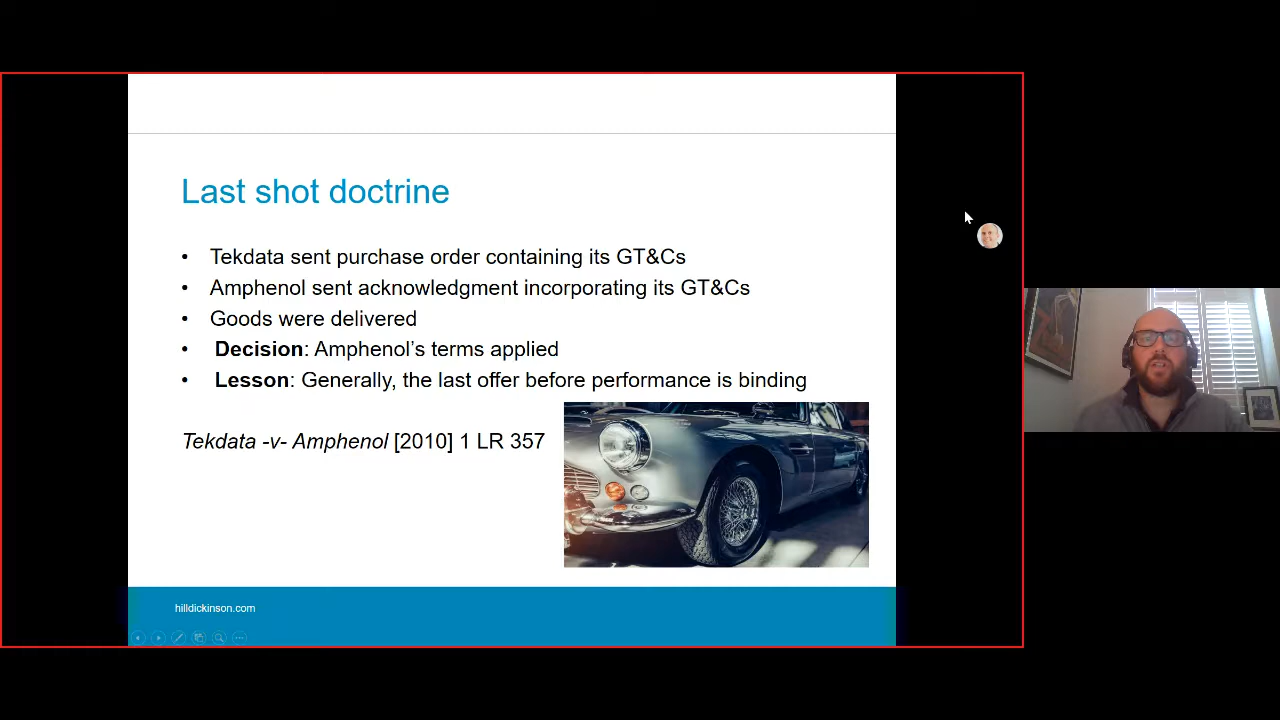 Last shot doctrine
• Tekdata sent purchase order containing its GT&Cs
• Amphenol sent acknowledgment incorporating its GT&Cs
• Goods were delivered
• Decision: Amphenol's terms applied
• Lesson: Generally, the last offer before performance is binding
Tekdata -v- Amphenol [2010] 1 LR 357
hilldickinson.com